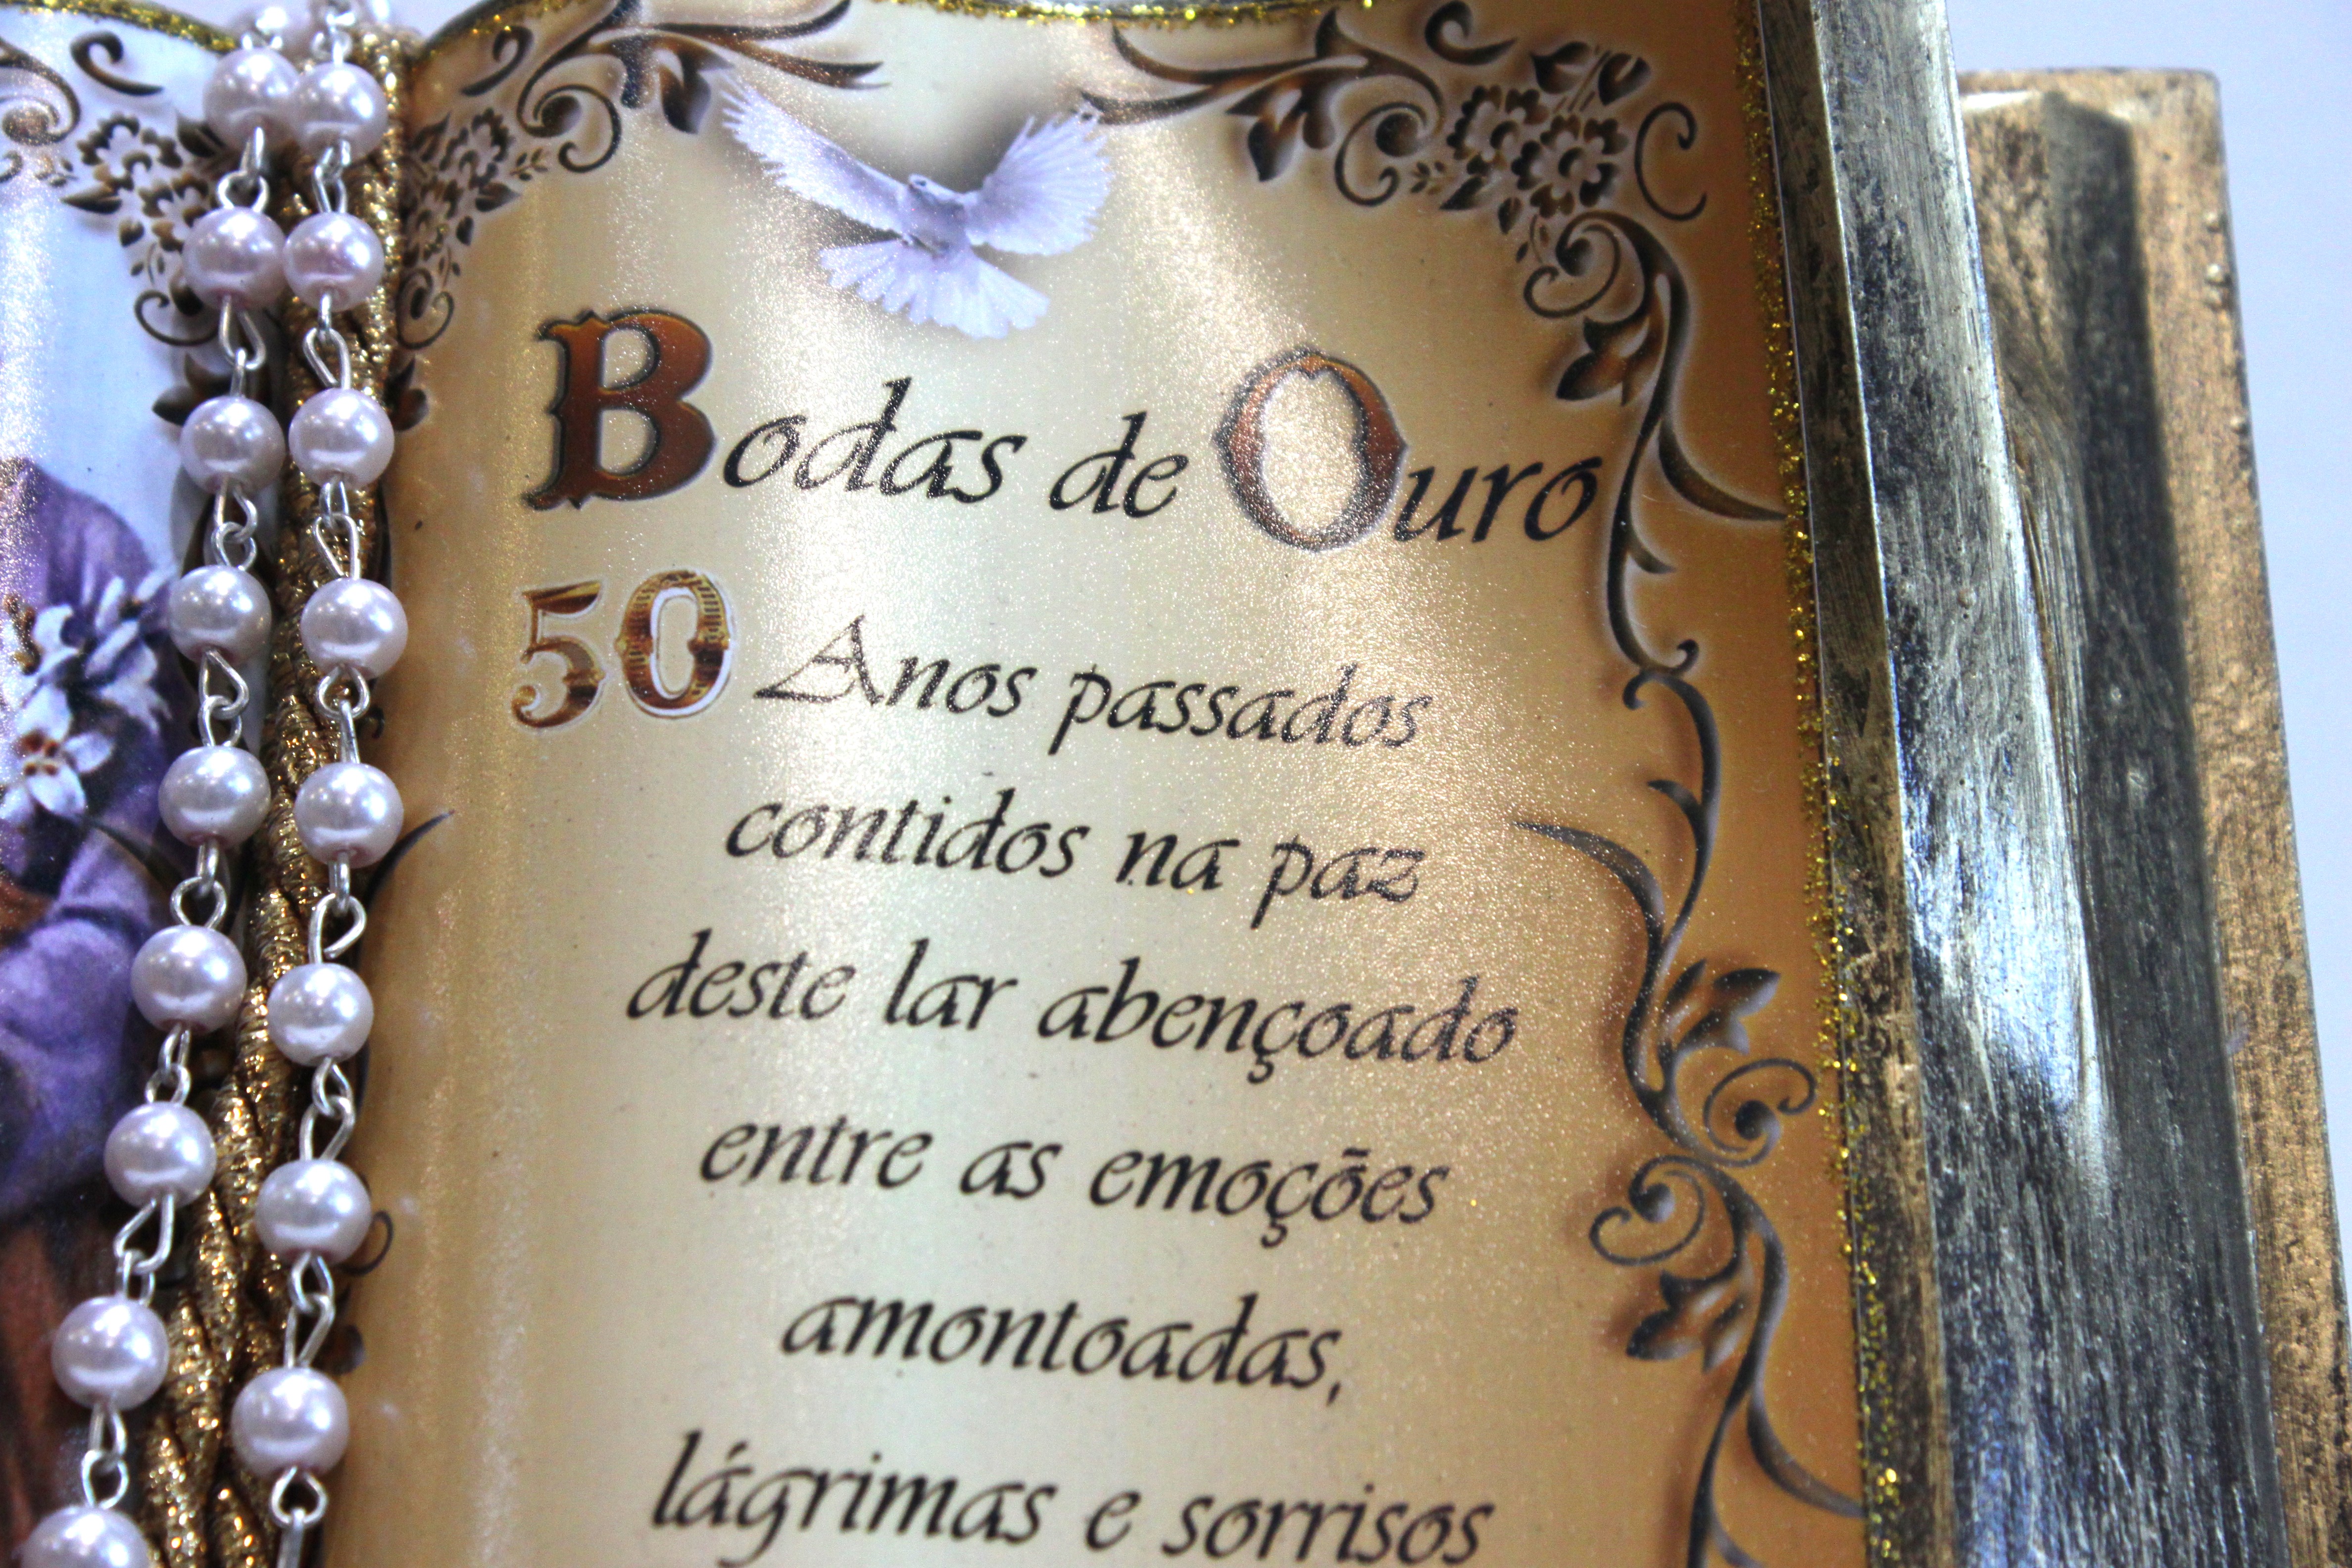 Bodas de Ouro
50 Anos passados
contidos na paz
deste lar abençoado
entre as emoções
amontoadas,
lágrimas e sorrisos